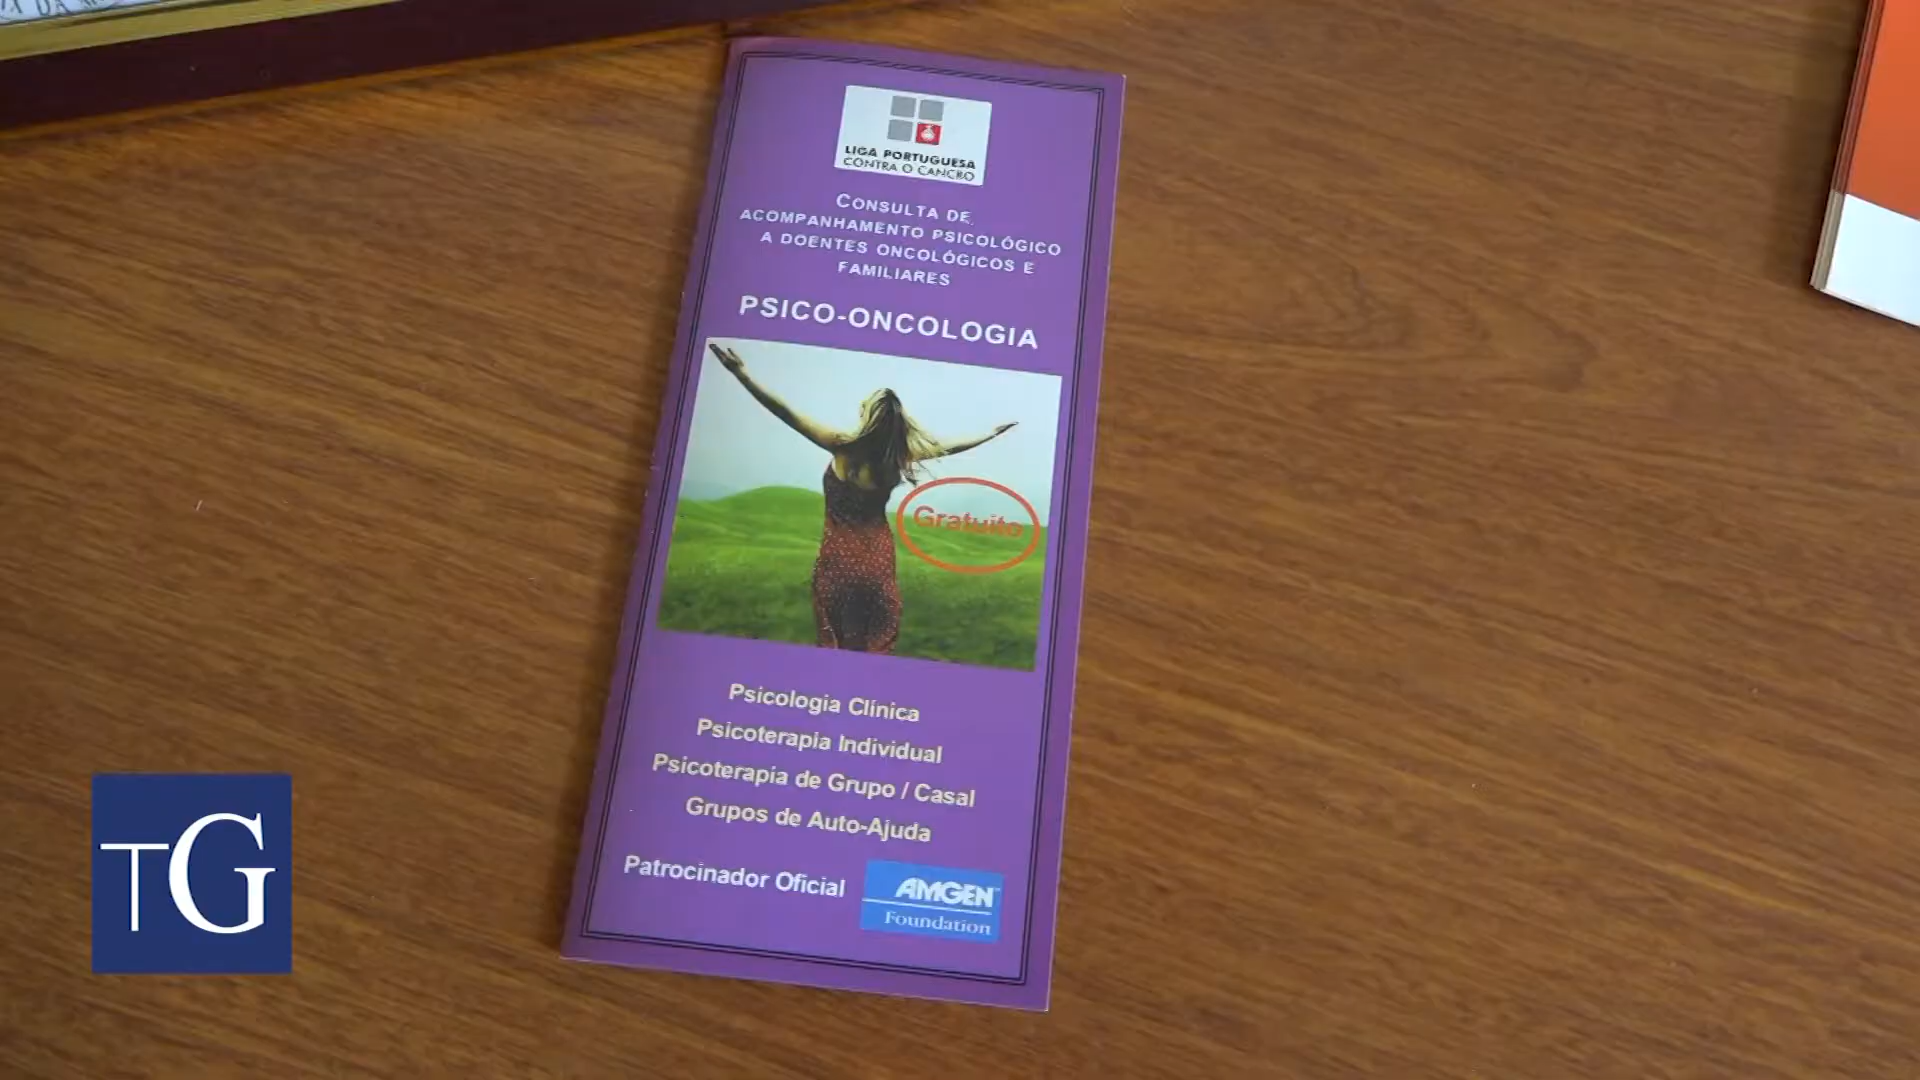 LIGA PORTUGUESA
CONTRA O CANCRO
CONSULTA DE
ACOMPANHAMENTO PSICOLÓGICO
A DOENTES ONCOLÓGICOS E
FAMILIARES
PSICO-ONCOLOGIA
Gratuito
Psicologia Clínica
Psicoterapia Individual
Psicoterapia de Grupo / Casal
Grupos de Auto-Ajuda
Patrocinador Oficial
AMGEN
Foundation
TG